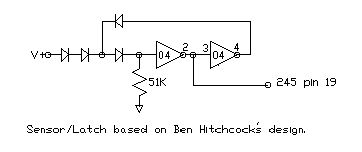 2
3
4
V+
04
04
51K
245 pin 19
Sensor/Latch based on Ben Hitchcock's design.